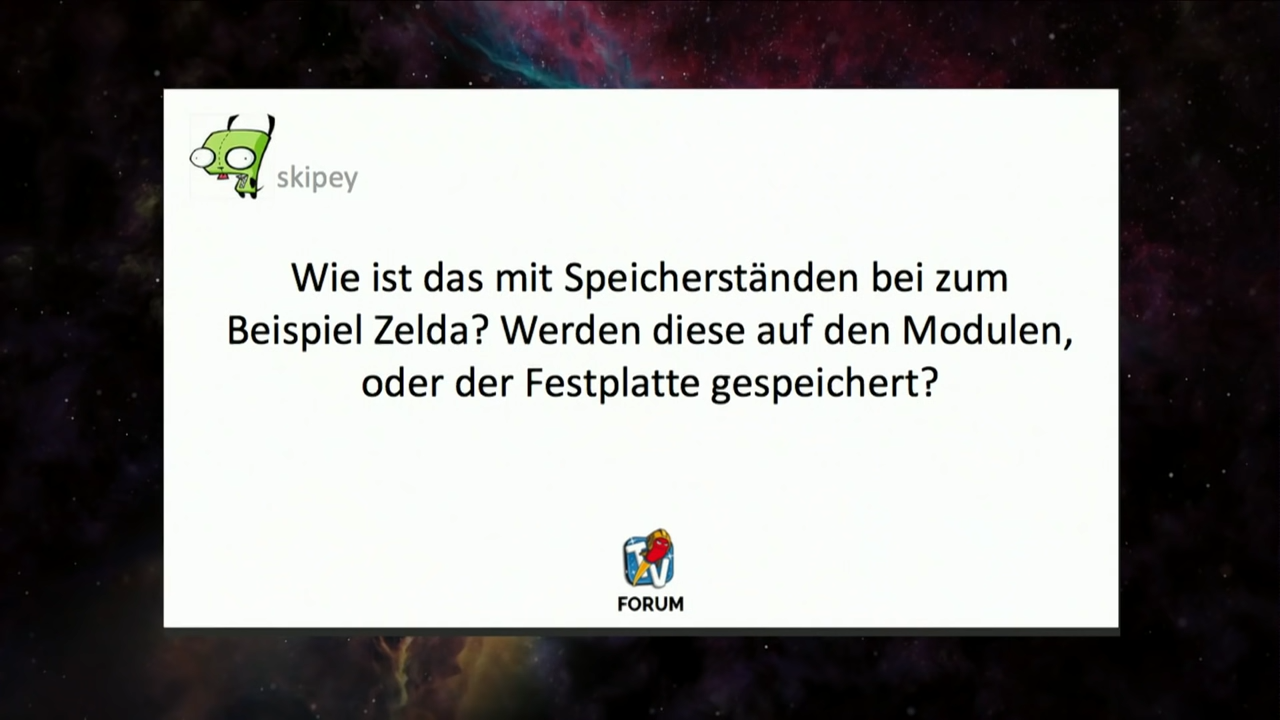 skipey
Wie ist das mit Speicherständen bei zum
Beispiel Zelda? Werden diese auf den Modulen,
oder der Festplatte gespeichert?
TV
FORUM